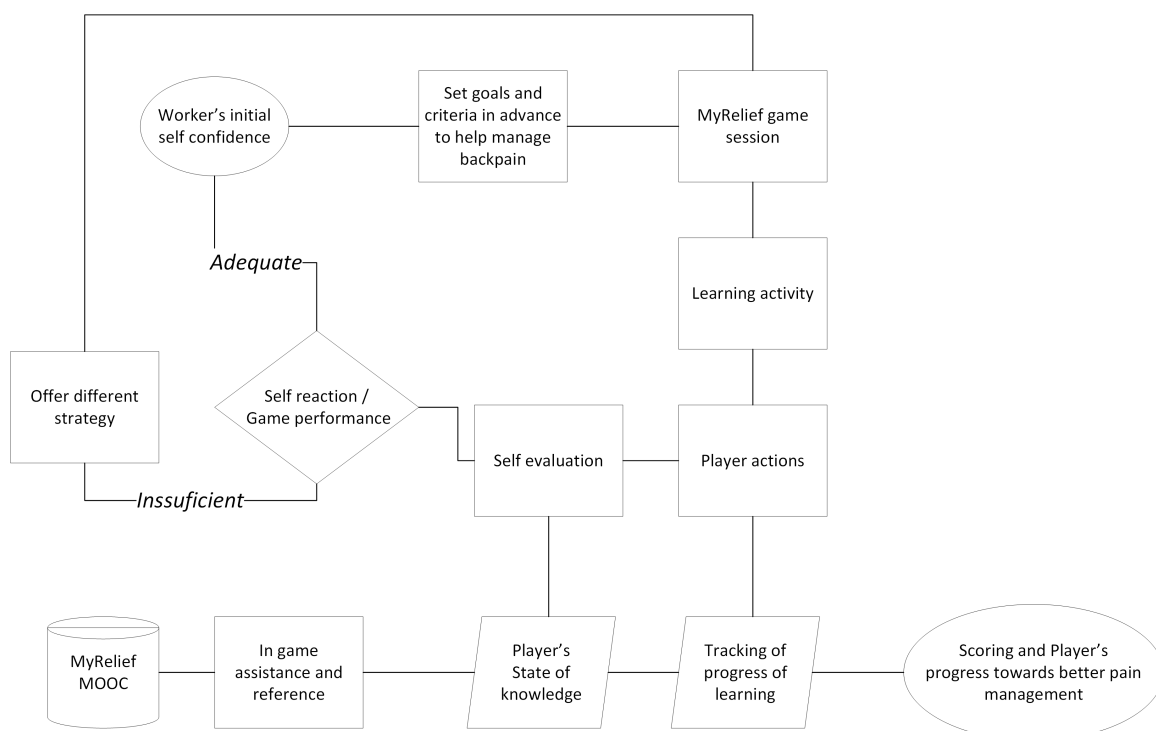 Worker’s initial
self confidence
Set goals and
criteria in advance
to help manage
backpain
MyRelief game
session
Adequate
Learning activity
Offer different
strategy
Self reaction /
Game performance
Self evaluation
Player actions
Inssuficient
MyRelief
MOOC
In game
assistance and
reference
Player’s
State of
knowledge
Tracking of
progress of
learning
Scoring and Player’s
progress towards better pain
management